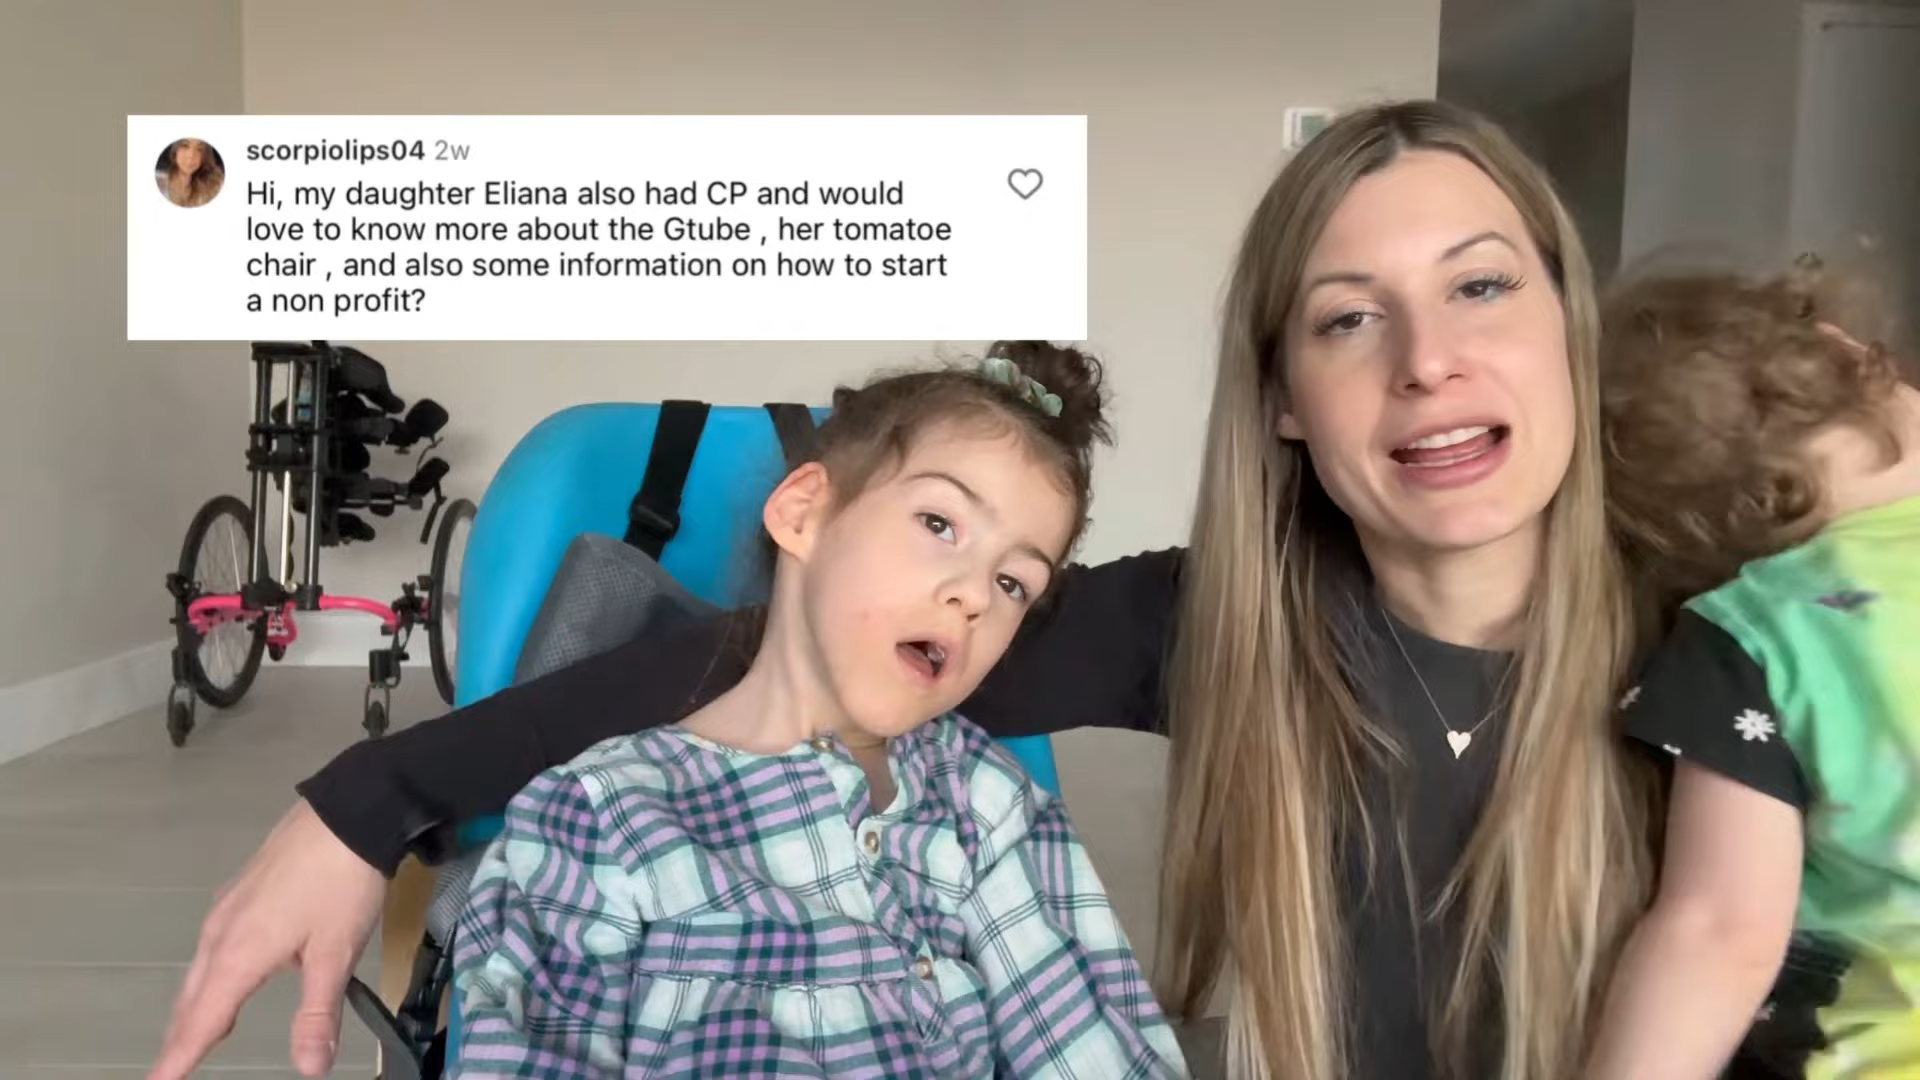 scorpiolips04 2w
Hi, my daughter Eliana also had CP and would
love to know more about the Gtube , her tomatoe
chair , and also some information on how to start
a non profit?